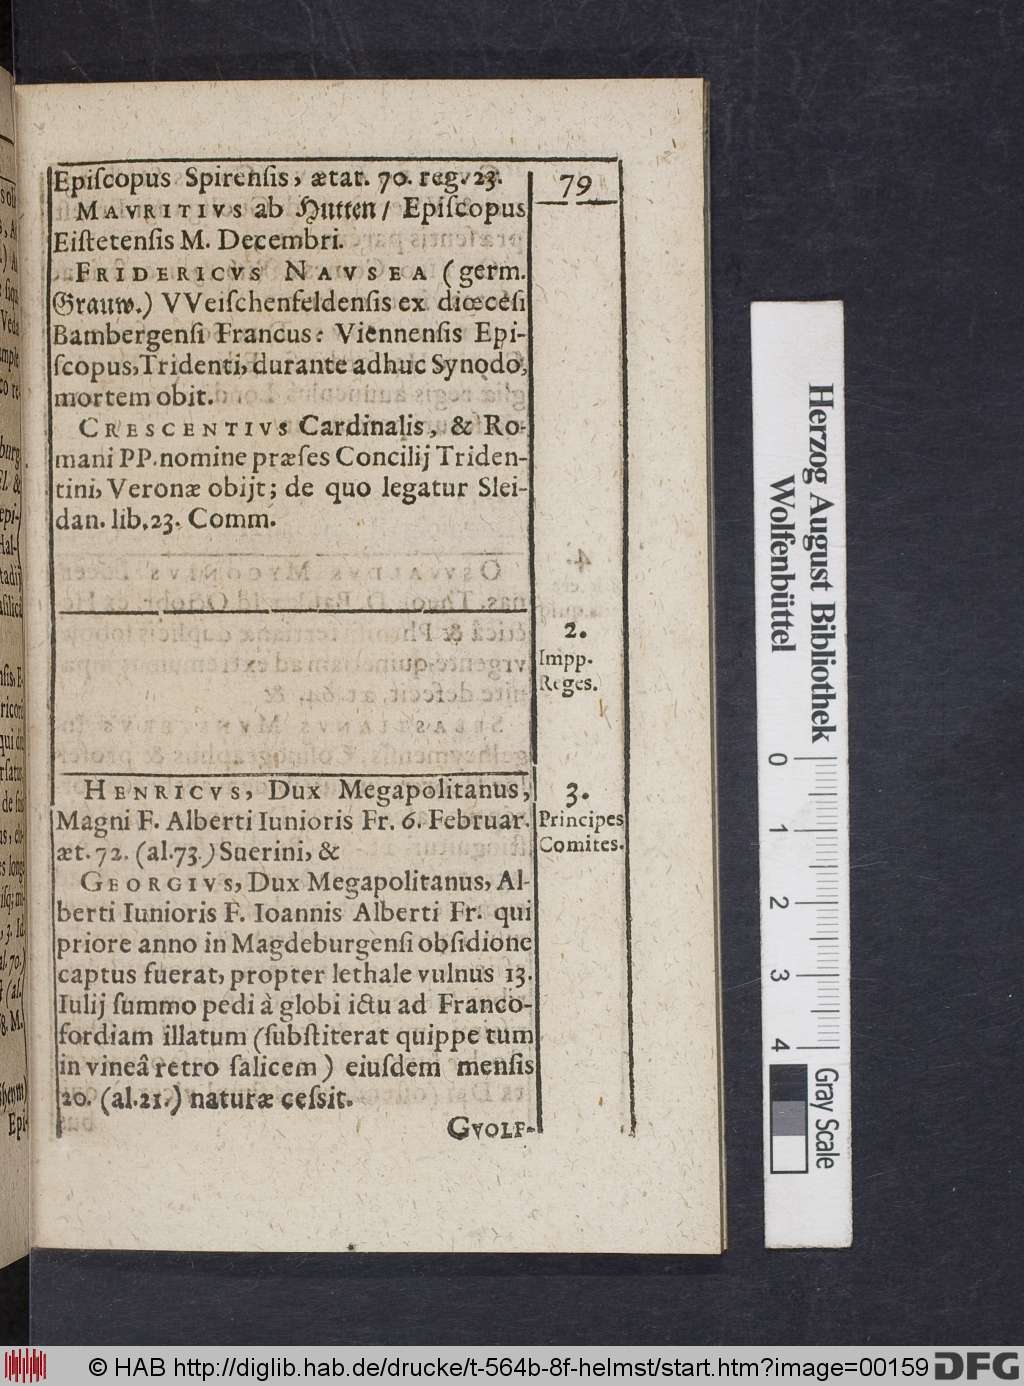 79
Epiſcopus Spirenſis, ætat. 70. reg. 23.
MAVRITIVS ab Hutten/ Epiſcopus
Eiſtetenſis M. Decembri.
FRIDERICVS NAVSEA (germ.
Grauw.) VVeiſchenfeldenſis ex diœceſi
Bambergenſi Francus: Viennenſis Epi-
ſcopus, Tridenti, durante adhuc Synodo,
mortem obit.
CRESCENTIVS Cardinalis, & Ro-
mani PP. nomine præſes Concilij Triden-
tini, Veronæ obijt; de quo legatur Slei-
dan. lib. 23. Comm.
2.
Impp.
Reges.
3.
Principes
Comites.
HENRICVS, Dux Megapolitanus,
Magni F. Alberti Iunioris Fr. 6. Februar.
æt. 72. (al. 73.) Suerini, &
GEORGIVS, Dux Megapolitanus, Al-
berti Iunioris F. Ioannis Alberti Fr. qui
priore anno in Magdeburgenſi obſidione
captus fuerat, propter lethale vulnus 13.
Iulij ſummo pedi à globi ictu ad Franco-
fordiam illatum (ſubſtiterat quippe tum
in vineâ retro ſalicem) eiuſdem menſis
20. (al. 21.) naturæ ceſsit.
GVOLF-
Herzog August Bibliothek
Wolfenbüttel
0 1 2 3 4
Gray Scale
© HAB http://diglib.hab.de/drucke/t-564b-8f-helmst/start.htm?image=00159
DFG